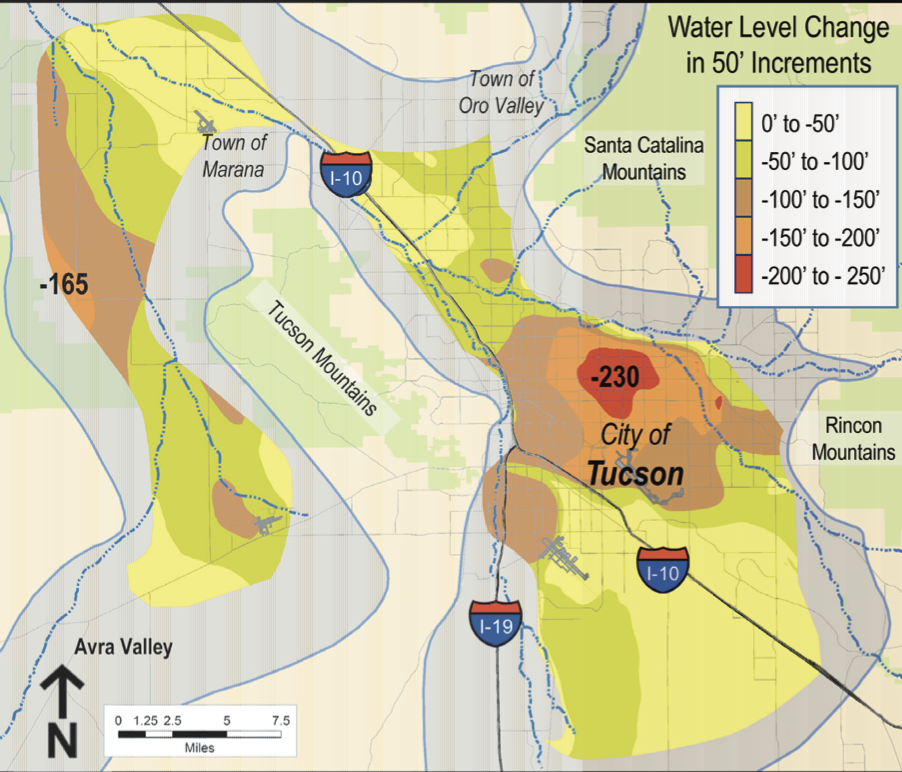 Water Level Change
in 50' Increments
0' to -50'
-50' to -100'
-100' to -150'
-150' to -200'
-200' to - 250'
Town of
Oro Valley
Santa Catalina
Mountains
Town of
Marana
I-10
-165
Tucson Mountains
-230
City of
Tucson
Rincon
Mountains
I-10
I-19
Avra Valley
N
0 1.25 2.5 5 7.5
Miles